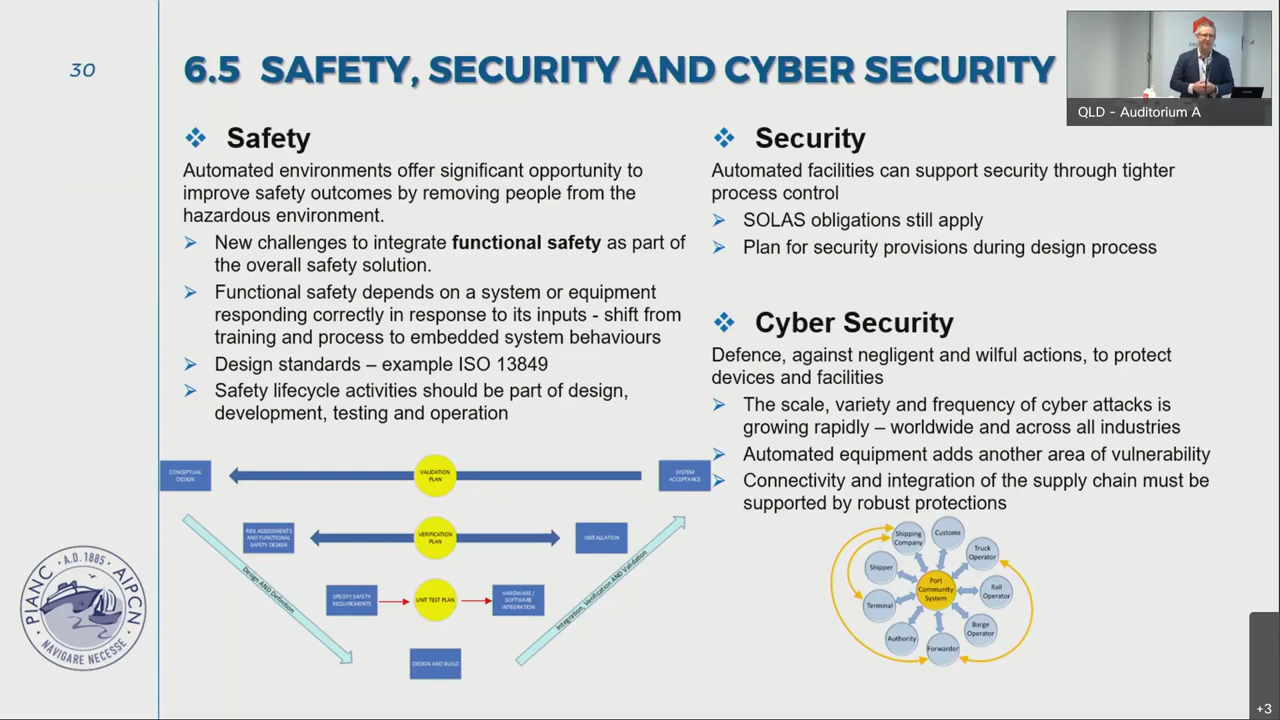 30
6.5 SAFETY, SECURITY AND CYBER SECURITY
QLD - Auditorium A
Safety
Automated environments offer significant opportunity to
improve safety outcomes by removing people from the
hazardous environment.
New challenges to integrate functional safety as part of
the overall safety solution.
Functional safety depends on a system or equipment
responding correctly in response to its inputs - shift from
training and process to embedded system behaviours
Design standards – example ISO 13849
Safety lifecycle activities should be part of design,
development, testing and operation
Security
Automated facilities can support security through tighter
process control
SOLAS obligations still apply
Plan for security provisions during design process
Cyber Security
Defence, against negligent and wilful actions, to protect
devices and facilities
The scale, variety and frequency of cyber attacks is
growing rapidly – worldwide and across all industries
Automated equipment adds another area of vulnerability
Connectivity and integration of the supply chain must be
supported by robust protections
CONCEPTUAL
DESIGN
VALIDATION
PLAN
SYSTEM
ACCEPTANCE
RISK ASSESSMENTS
AND FUNCTIONAL
SAFETY DESIGN
VERIFICATION
PLAN
INSTALLATION
SPECIFY SAFETY
REQUIREMENTS
UNIT TEST PLAN
HARDWARE /
SOFTWARE
INTEGRATION
DESIGN AND BUILD
Design AND Definition
Integration, Verification AND Validation
Shipping
Company
Customs
Truck
Operator
Shipper
Port
Community
System
Rail
Operator
Terminal
Barge
Operator
Authority
Forwarder
PIANC
· A.D. 1885 ·
AIPCN
NAVIGARE NECESSE
+3